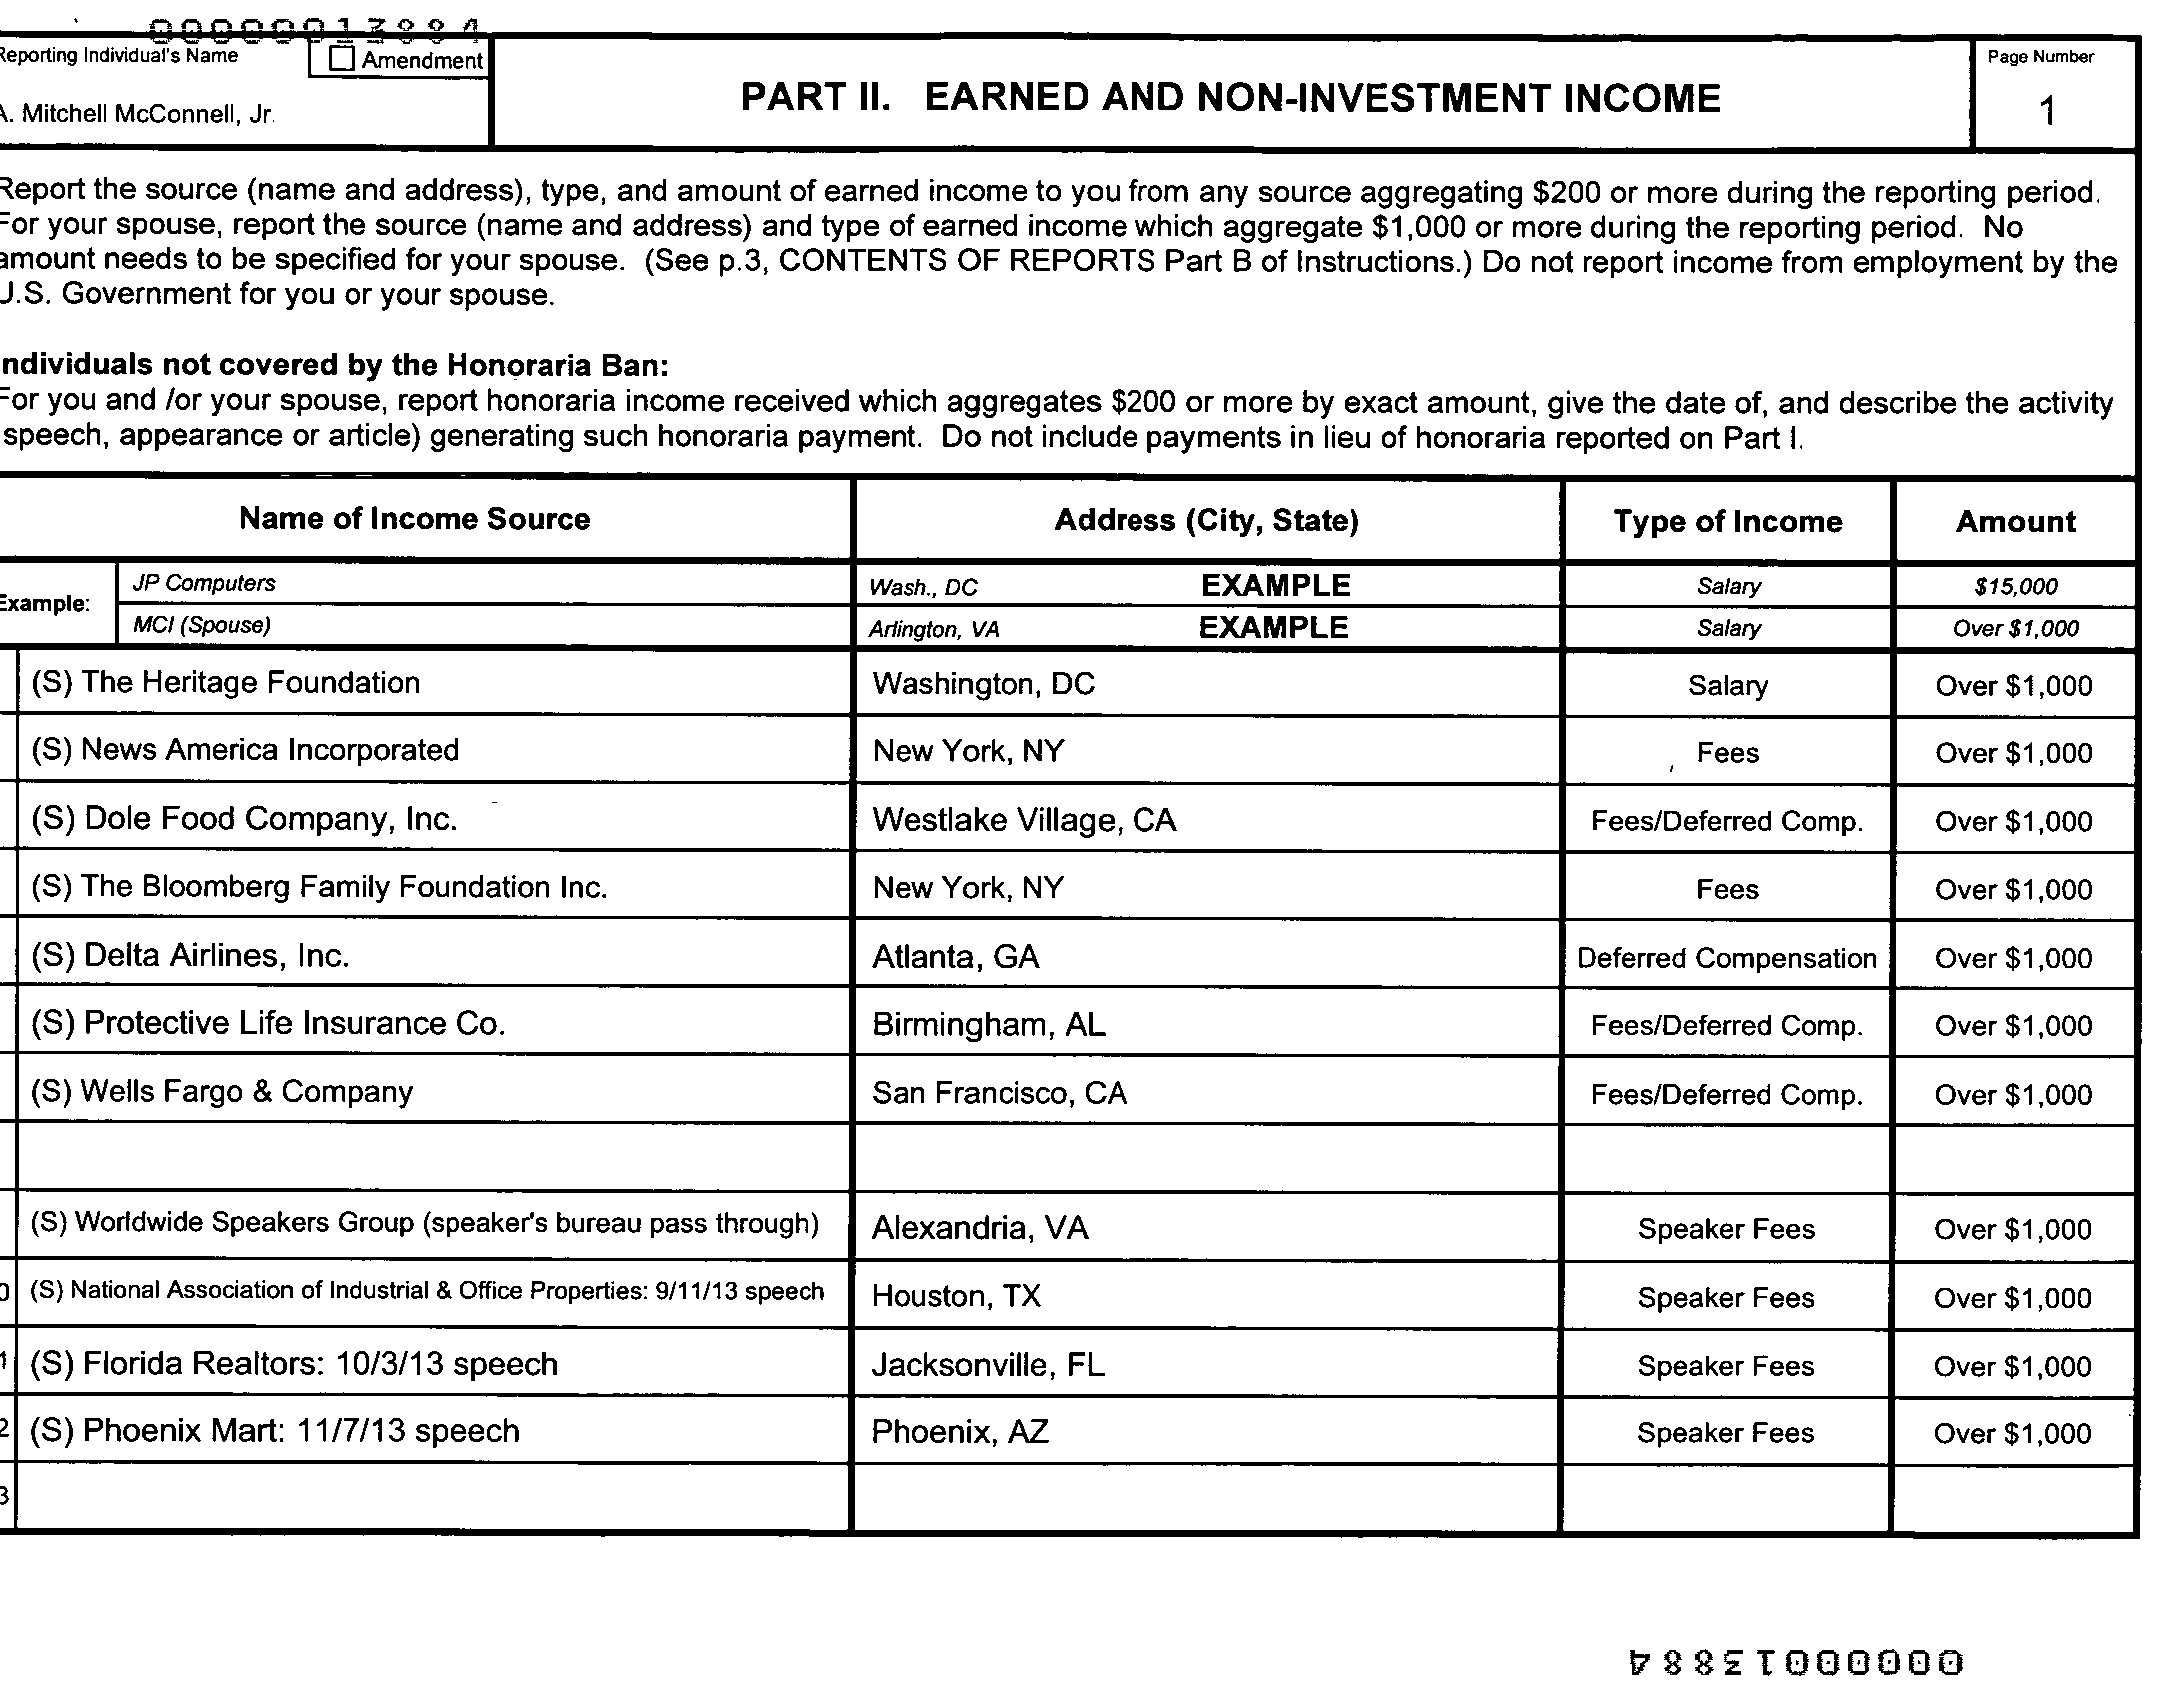 00000013884
Reporting Individual's Name
Amendment
A. Mitchell McConnell, Jr.
PART II. EARNED AND NON-INVESTMENT INCOME
Page Number
1
Report the source (name and address), type, and amount of earned income to you from any source aggregating $200 or more during the reporting period.
For your spouse, report the source (name and address) and type of earned income which aggregate $1,000 or more during the reporting period. No
amount needs to be specified for your spouse. (See p.3, CONTENTS OF REPORTS Part B of Instructions.) Do not report income from employment by the
U.S. Government for you or your spouse.
Individuals not covered by the Honoraria Ban:
For you and /or your spouse, report honoraria income received which aggregates $200 or more by exact amount, give the date of, and describe the activity
speech, appearance or article) generating such honoraria payment. Do not include payments in lieu of honoraria reported on Part I.
Name of Income Source Address (City, State) Type of Income Amount
Example: JP Computers Wash., DC EXAMPLE Salary $15,000
MCI (Spouse) Arlington, VA EXAMPLE Salary Over $1,000
(S) The Heritage Foundation Washington, DC Salary Over $1,000
(S) News America Incorporated New York, NY Fees Over $1,000
(S) Dole Food Company, Inc. Westlake Village, CA Fees/Deferred Comp. Over $1,000
(S) The Bloomberg Family Foundation Inc. New York, NY Fees Over $1,000
(S) Delta Airlines, Inc. Atlanta, GA Deferred Compensation Over $1,000
(S) Protective Life Insurance Co. Birmingham, AL Fees/Deferred Comp. Over $1,000
(S) Wells Fargo & Company San Francisco, CA Fees/Deferred Comp. Over $1,000
(S) Worldwide Speakers Group (speaker's bureau pass through) Alexandria, VA Speaker Fees Over $1,000
0 (S) National Association of Industrial & Office Properties: 9/11/13 speech Houston, TX Speaker Fees Over $1,000
1 (S) Florida Realtors: 10/3/13 speech Jacksonville, FL Speaker Fees Over $1,000
2 (S) Phoenix Mart: 11/7/13 speech Phoenix, AZ Speaker Fees Over $1,000
3
00000013884